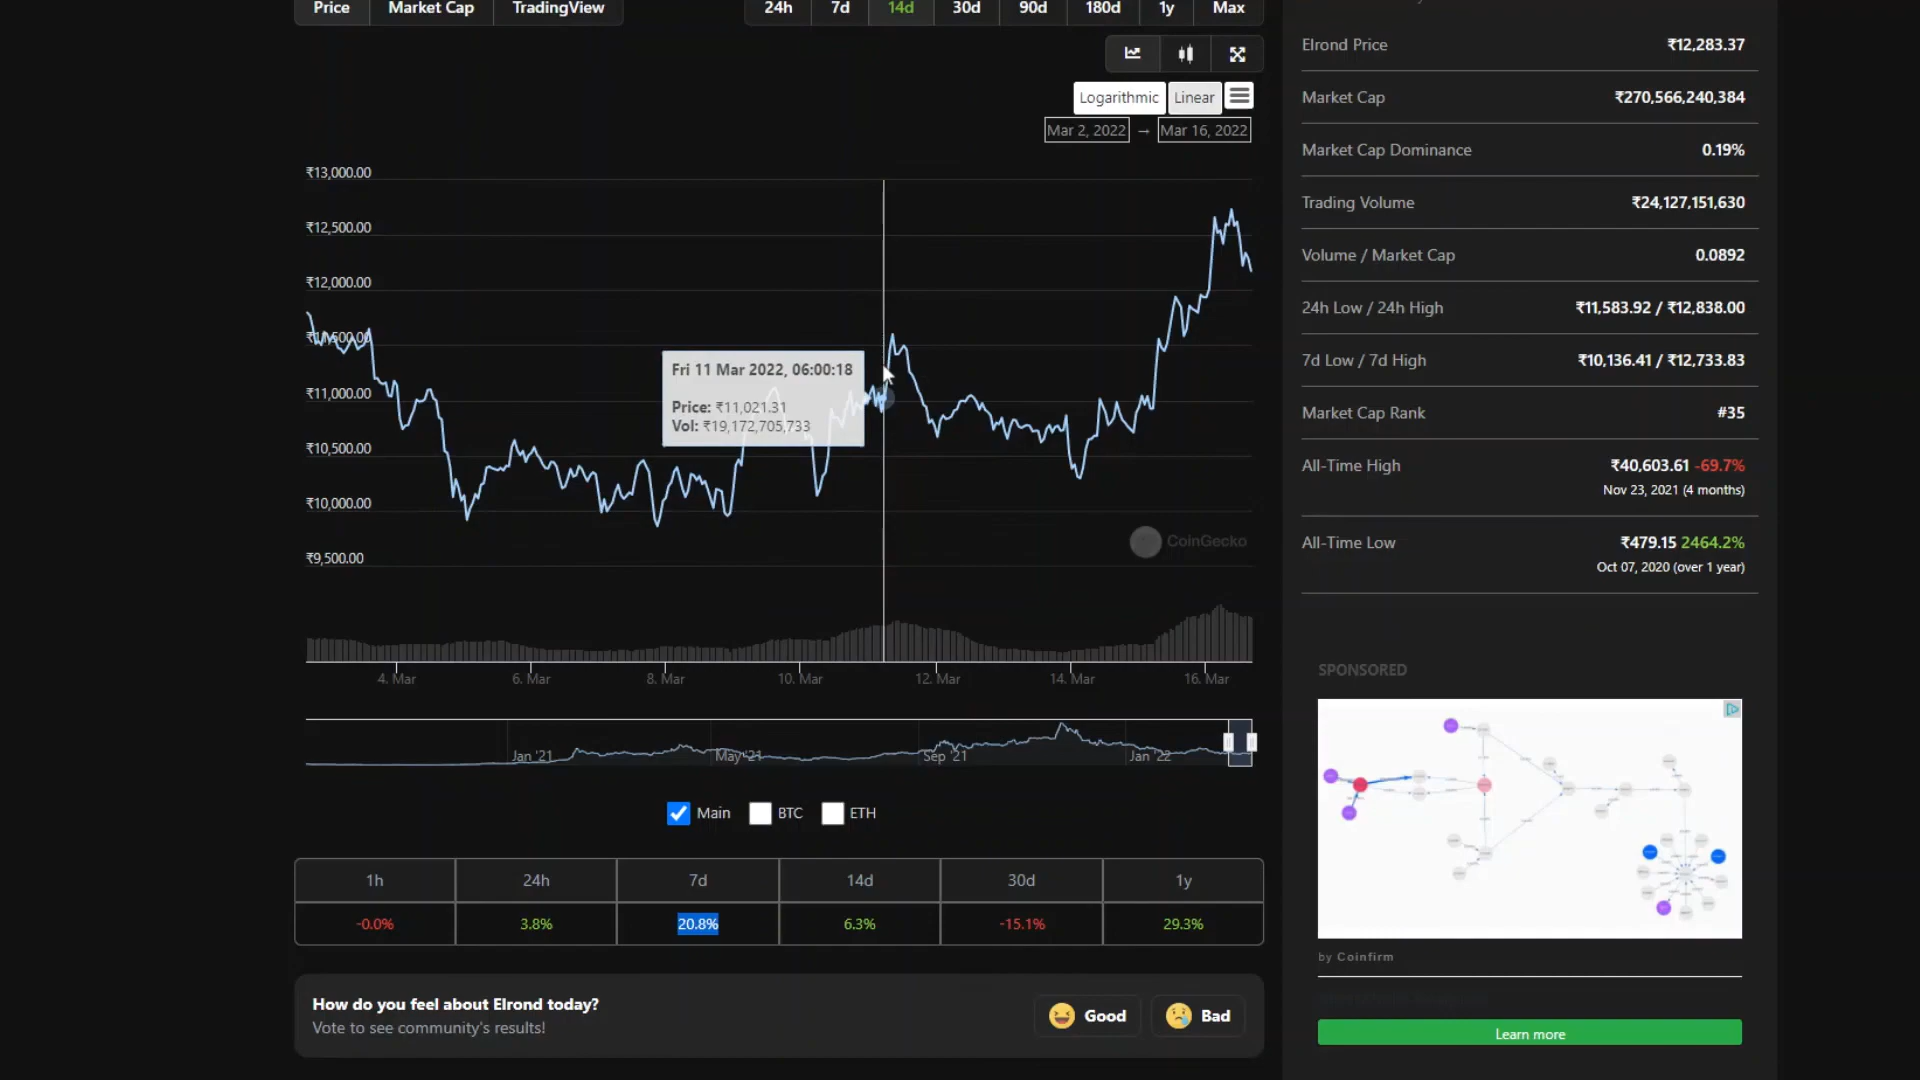 Price Market Cap TradingView 24h 7d 14d 30d 90d 180d 1y Max
Logarithmic Linear
Mar 2, 2022 → Mar 16, 2022
₹13,000.00
₹12,500.00
₹12,000.00
₹11,500.00
₹11,000.00
₹10,500.00
₹10,000.00
₹9,500.00
Fri 11 Mar 2022, 06:00:18
Price: ₹11,021.31
Vol: ₹19,172,705,733
CoinGecko
4. Mar 6. Mar 8. Mar 10. Mar 12. Mar 14. Mar 16. Mar
Jan '21 May '21 Sep '21 Jan '22
Main BTC ETH
1h 24h 7d 14d 30d 1y
-0.0% 3.8% 20.8% 6.3% -15.1% 29.3%
How do you feel about Elrond today?
Vote to see community's results!
Good Bad
Elrond Price ₹12,283.37
Market Cap ₹270,566,240,384
Market Cap Dominance 0.19%
Trading Volume ₹24,127,151,630
Volume / Market Cap 0.0892
24h Low / 24h High ₹11,583.92 / ₹12,838.00
7d Low / 7d High ₹10,136.41 / ₹12,733.83
Market Cap Rank #35
All-Time High ₹40,603.61 -69.7%
Nov 23, 2021 (4 months)
All-Time Low ₹479.15 2464.2%
Oct 07, 2020 (over 1 year)
SPONSORED
by Coinfirm
Learn more